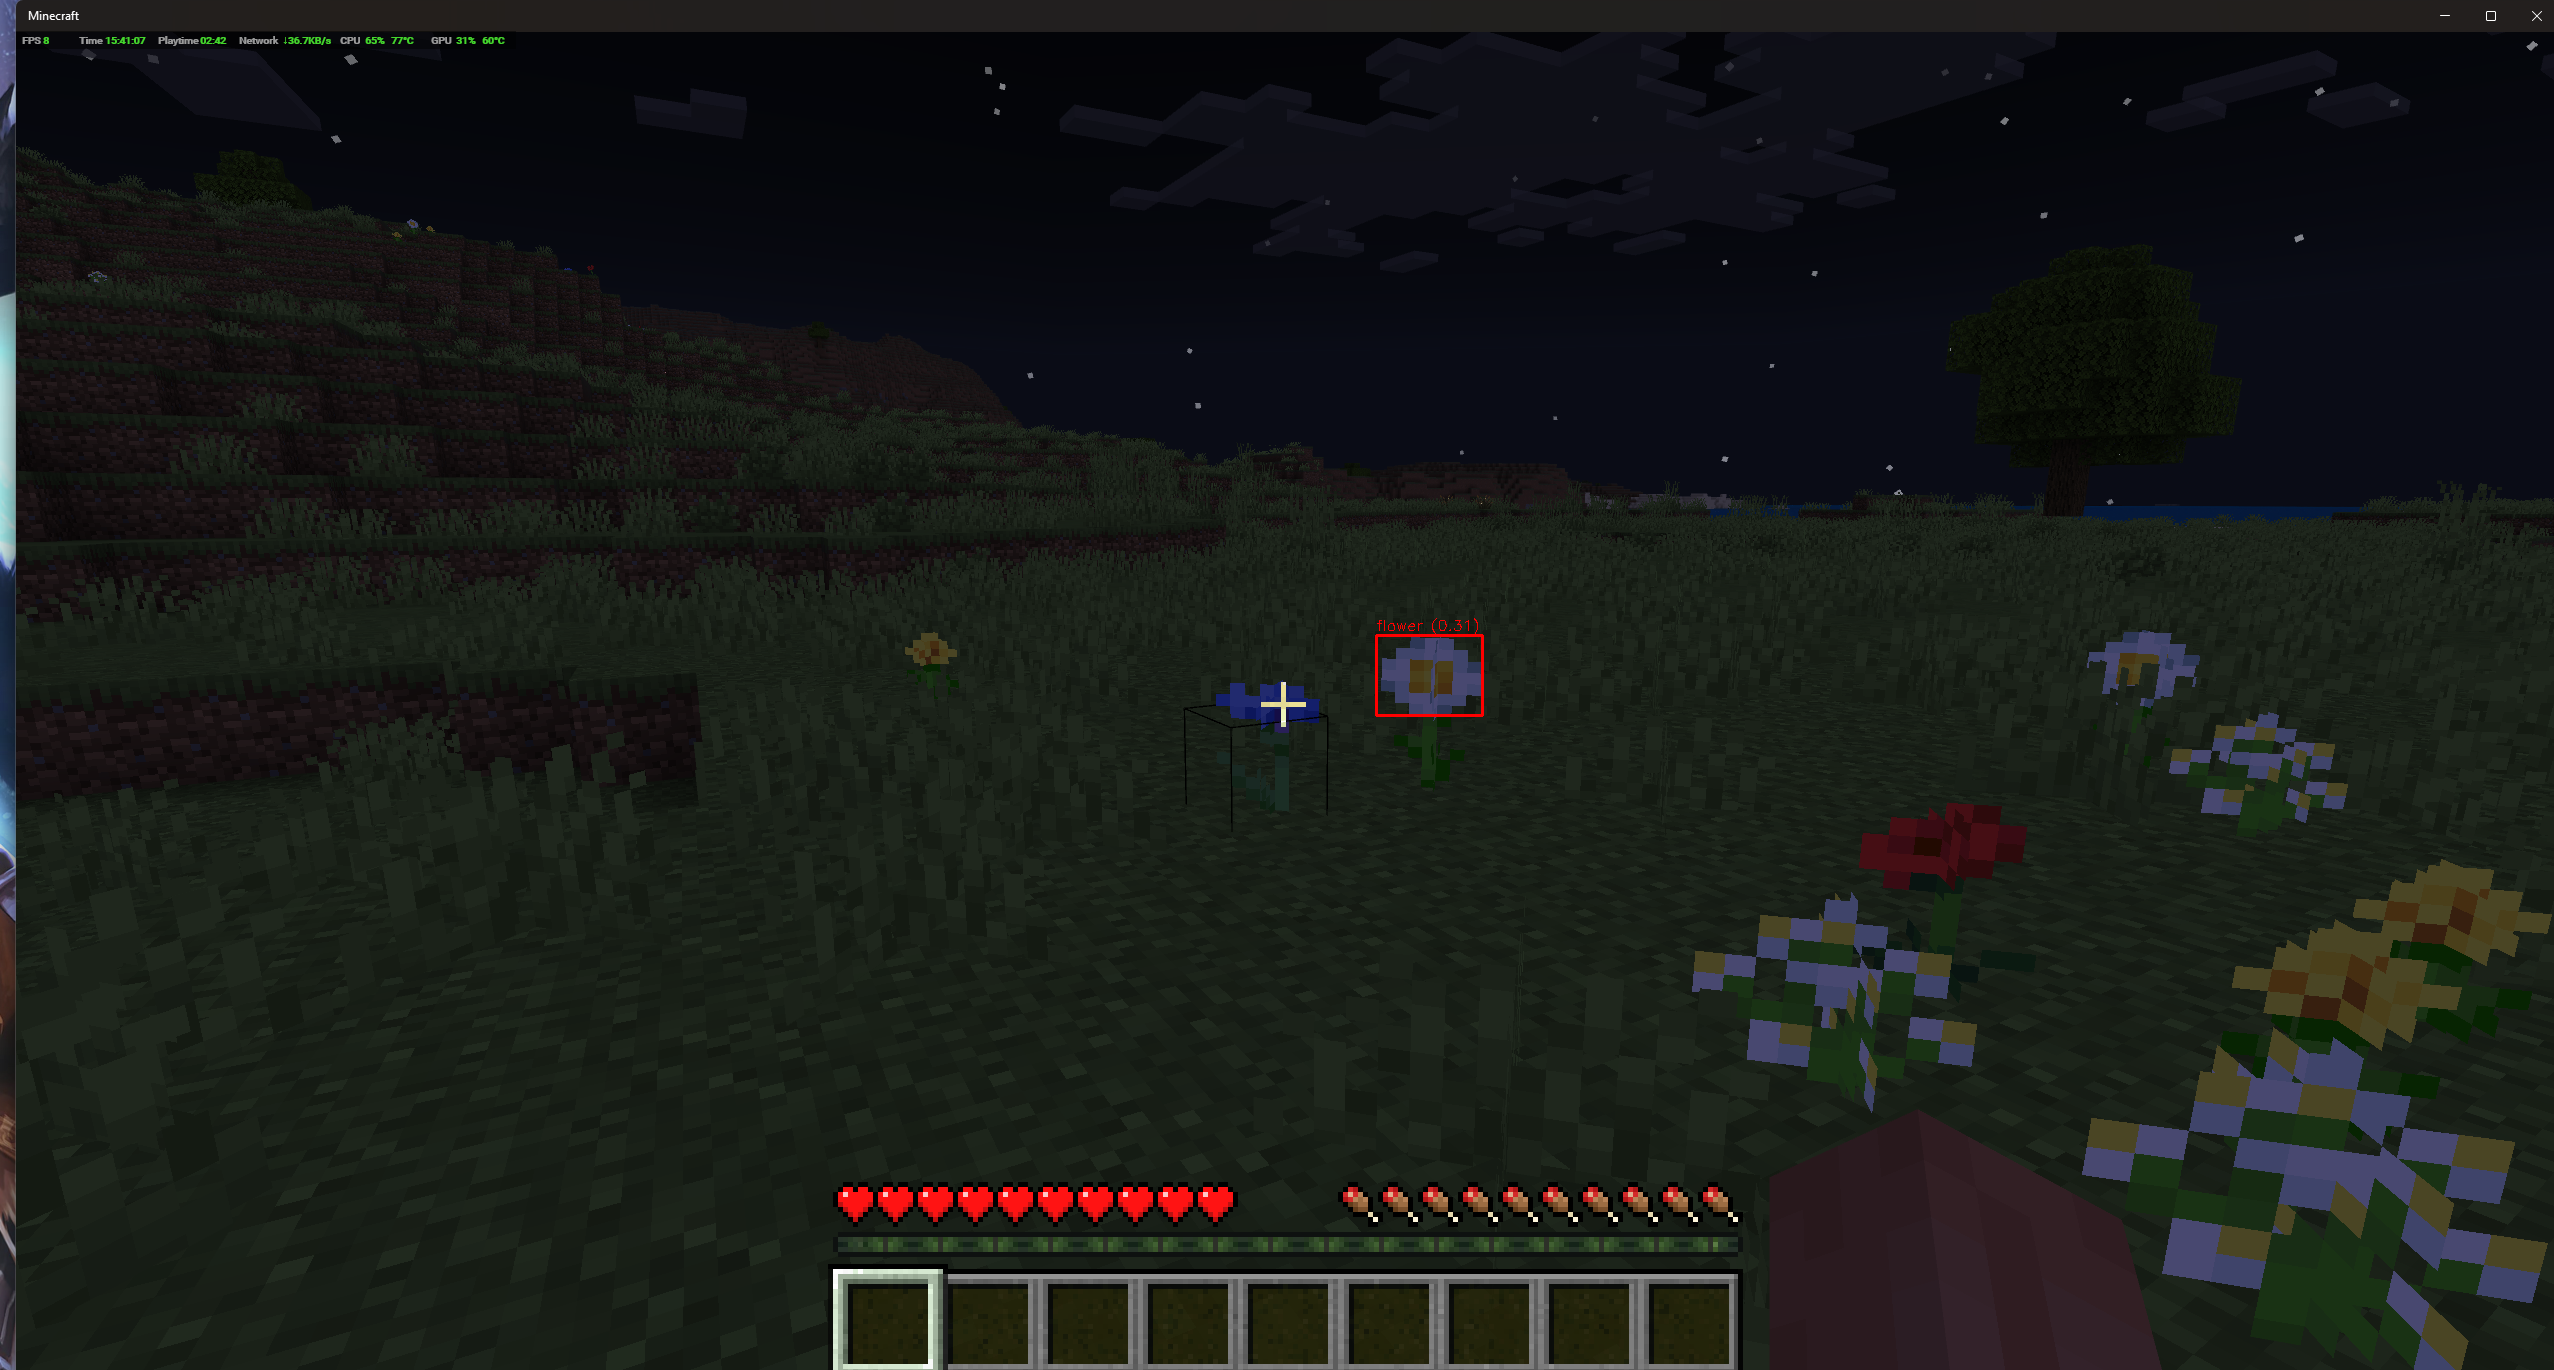 Minecraft
FPS 8 Time 15:41:07 Playtime 02:42 Network ↓36.7KB/s CPU 65% 77°C GPU 31% 60°C
flower (0.31)